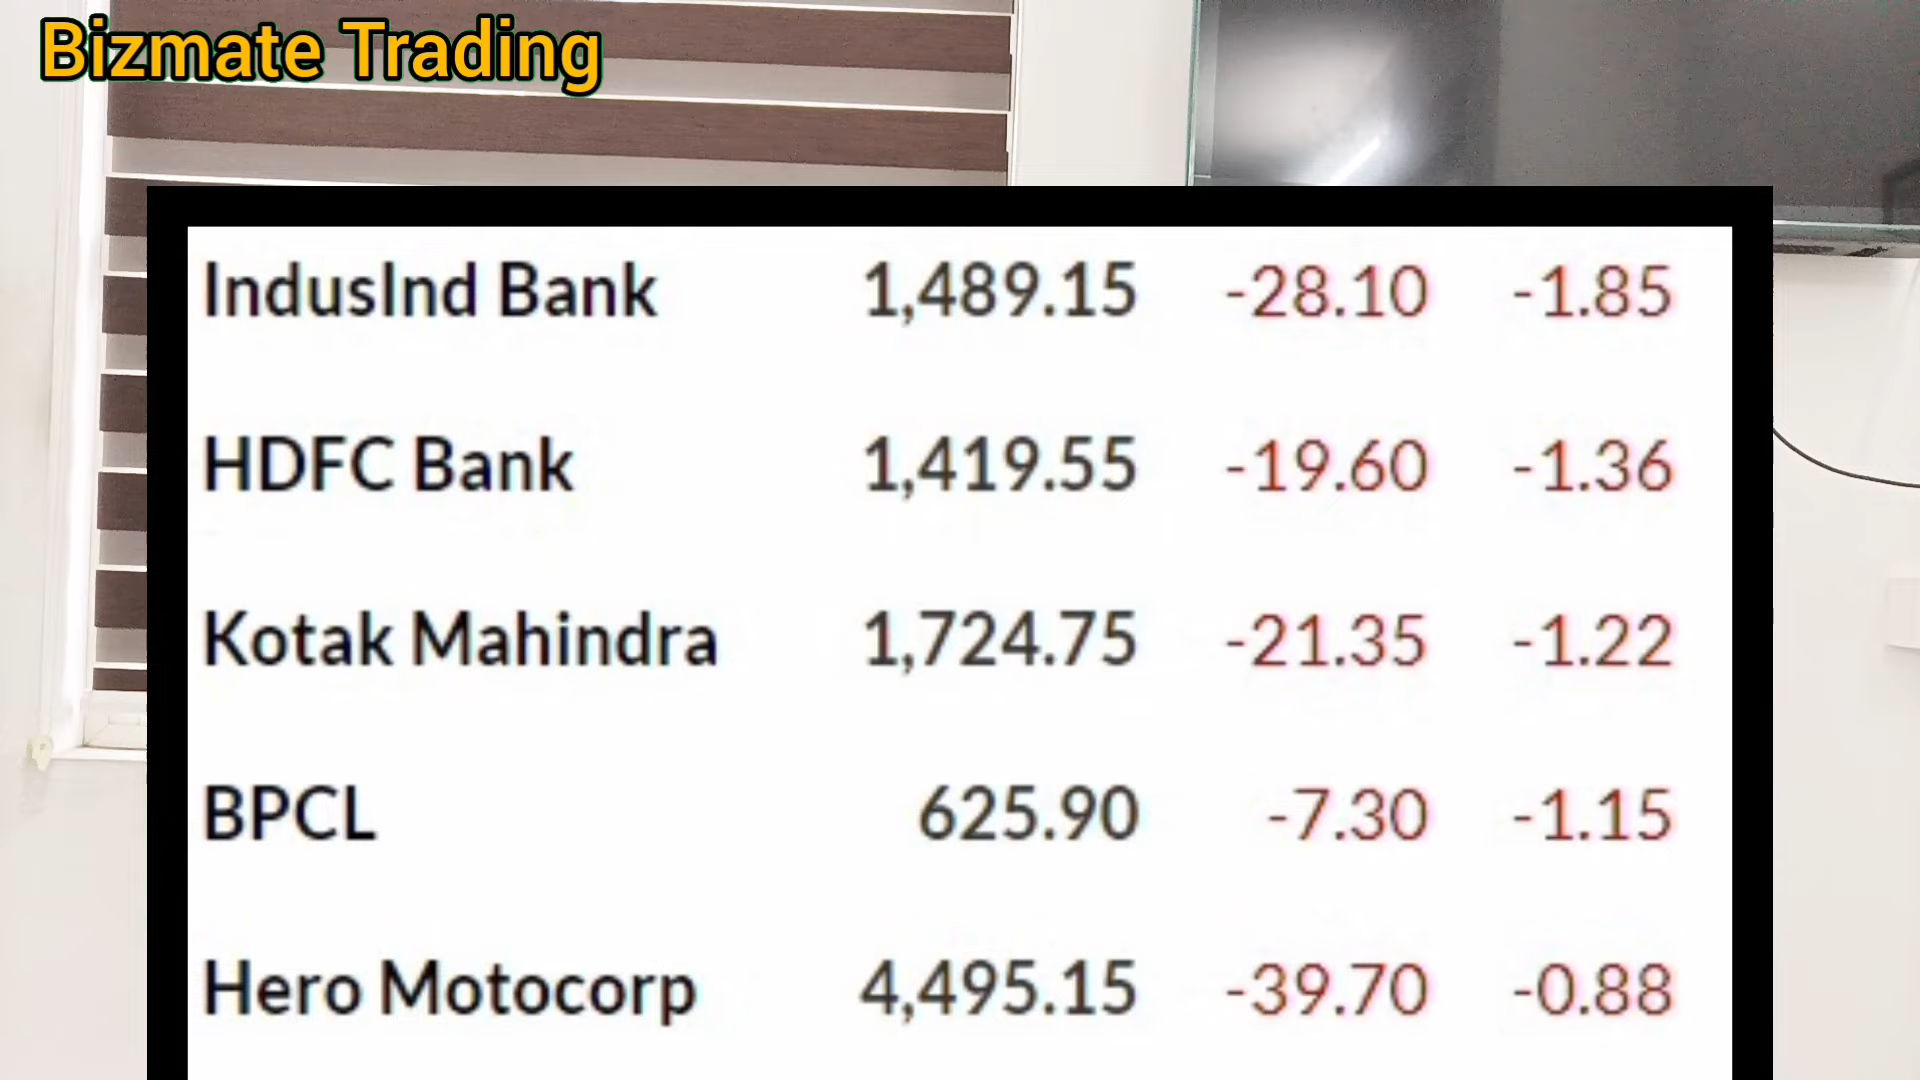 Bizmate Trading
IndusInd Bank 1,489.15 -28.10 -1.85
HDFC Bank 1,419.55 -19.60 -1.36
Kotak Mahindra 1,724.75 -21.35 -1.22
BPCL 625.90 -7.30 -1.15
Hero Motocorp 4,495.15 -39.70 -0.88